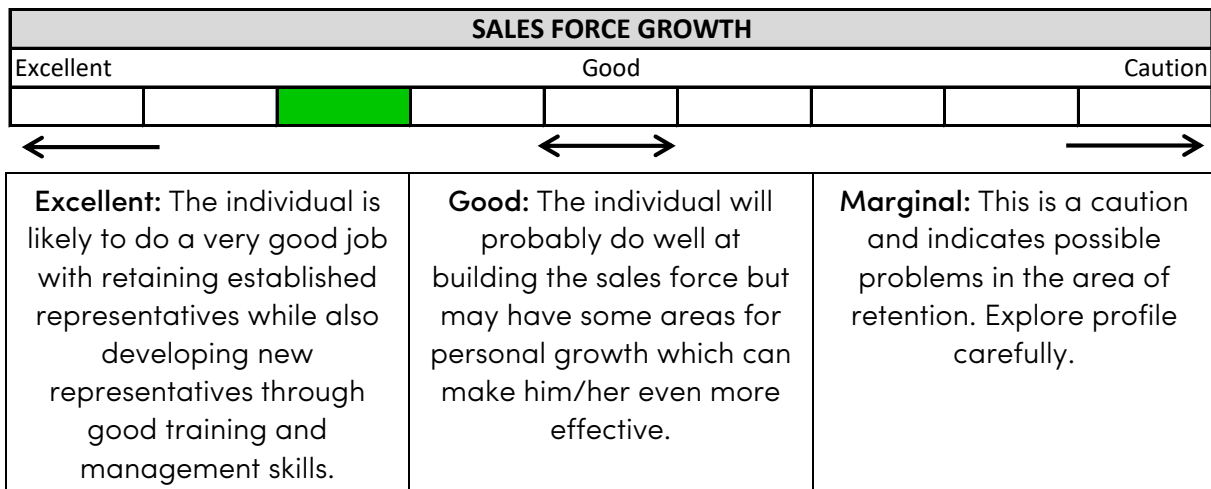 SALES FORCE GROWTH
Excellent Good Caution
Excellent: The individual is
likely to do a very good job
with retaining established
representatives while also
developing new
representatives through
good training and
management skills.
Good: The individual will
probably do well at
building the sales force but
may have some areas for
personal growth which can
make him/her even more
effective.
Marginal: This is a caution
and indicates possible
problems in the area of
retention. Explore profile
carefully.